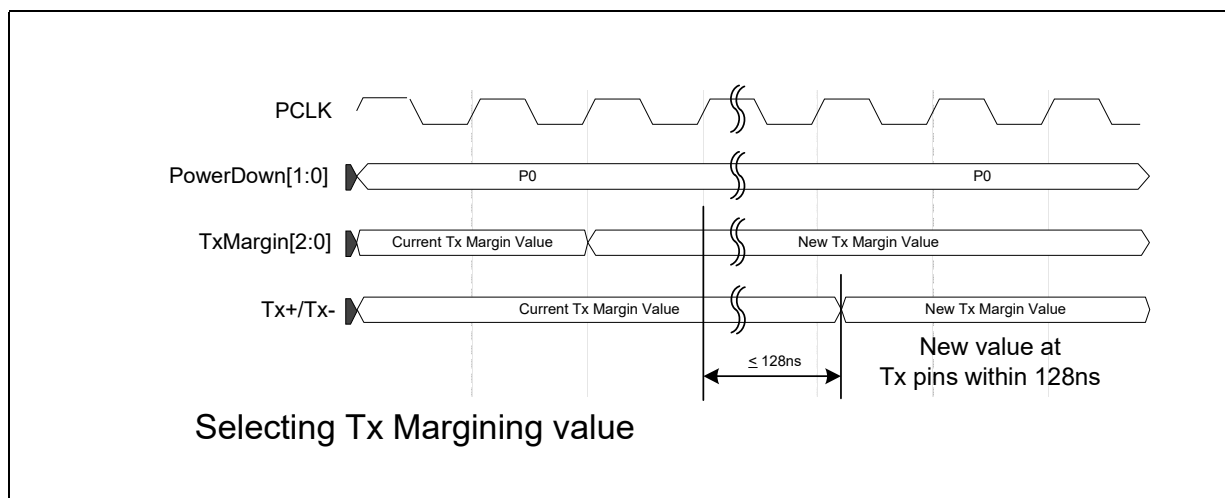 PCLK
PowerDown[1:0]
P0
P0
TxMargin[2:0]
Current Tx Margin Value
New Tx Margin Value
Tx+/Tx-
Current Tx Margin Value
New Tx Margin Value
≤ 128ns
New value at
Tx pins within 128ns
Selecting Tx Margining value